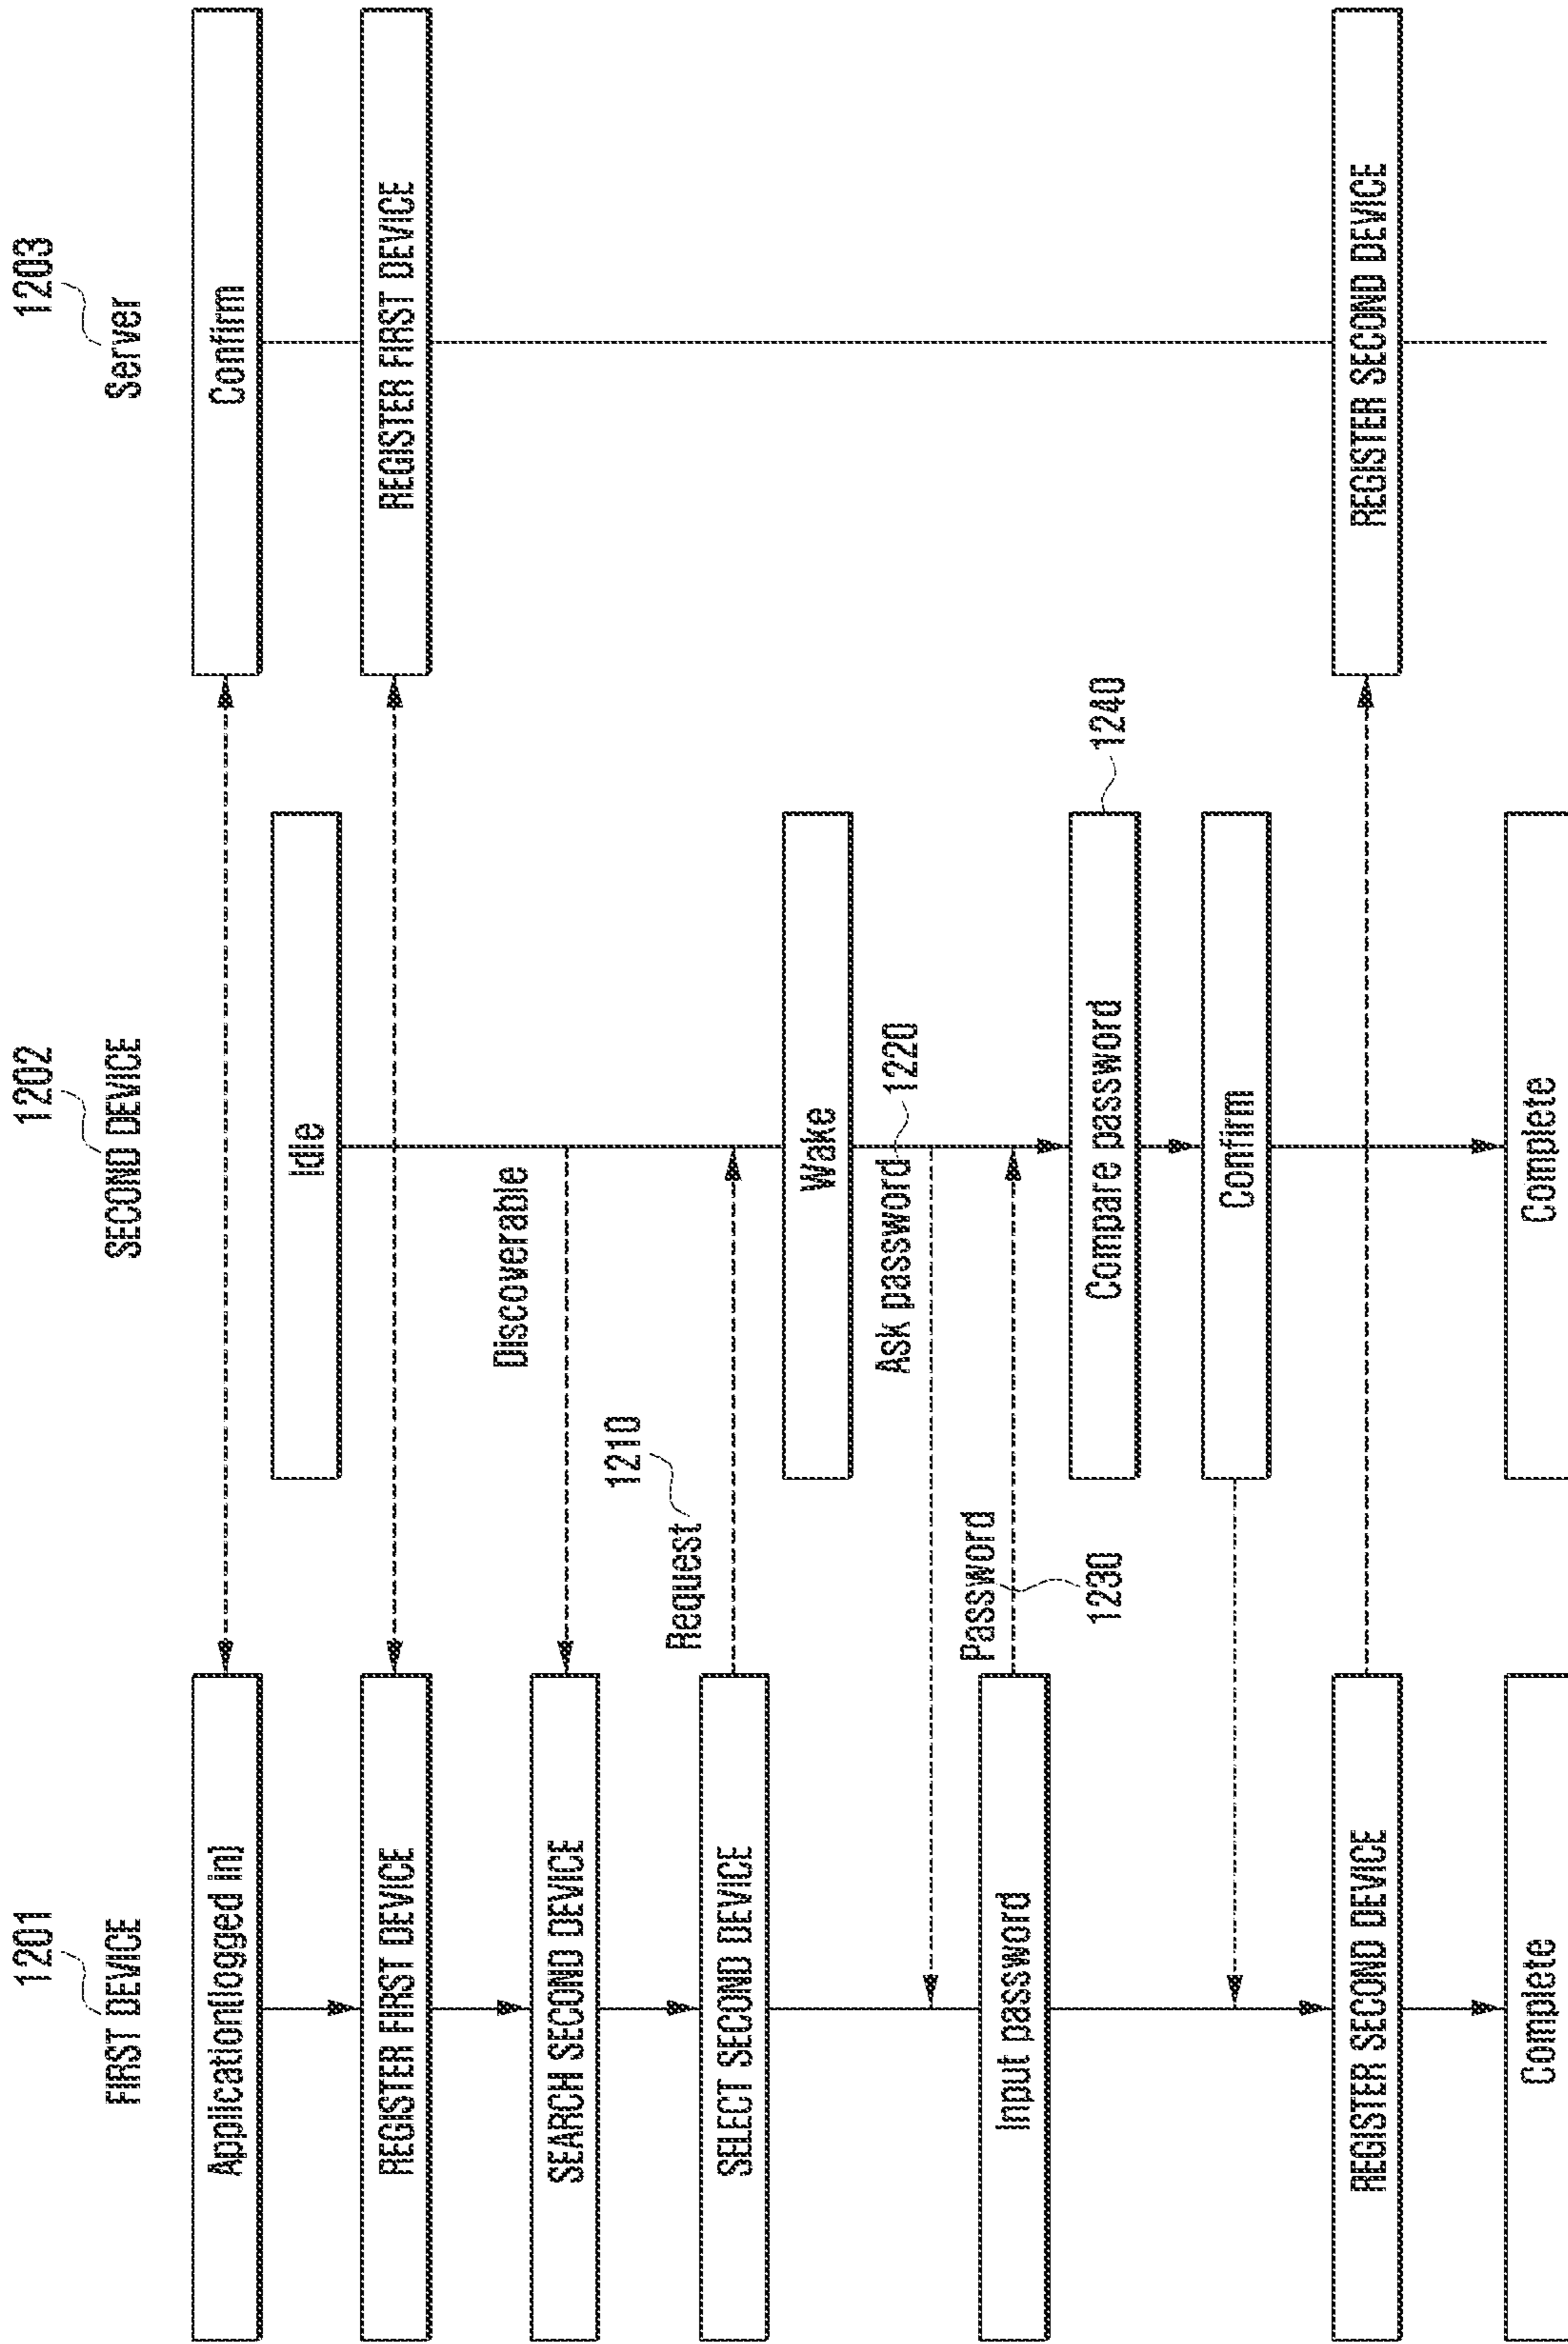 1201
FIRST DEVICE
1202
SECOND DEVICE
1203
Server
Application(logged in)
Confirm
Idle
REGISTER FIRST DEVICE
REGISTER FIRST DEVICE
Discoverable
SEARCH SECOND DEVICE
1210
Request
SELECT SECOND DEVICE
Wake
Ask password
1220
Password
1230
Input password
Compare password
1240
Confirm
REGISTER SECOND DEVICE
REGISTER SECOND DEVICE
Complete
Complete